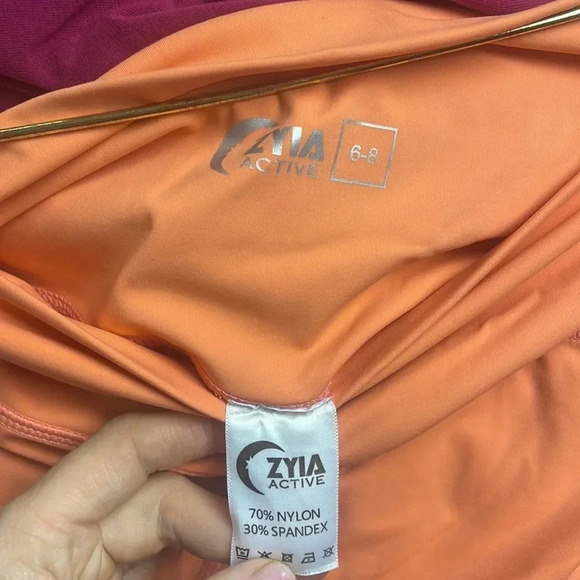 ZYIA
ACTIVE
6-8
ZYIA
ACTIVE
70% NYLON
30% SPANDEX